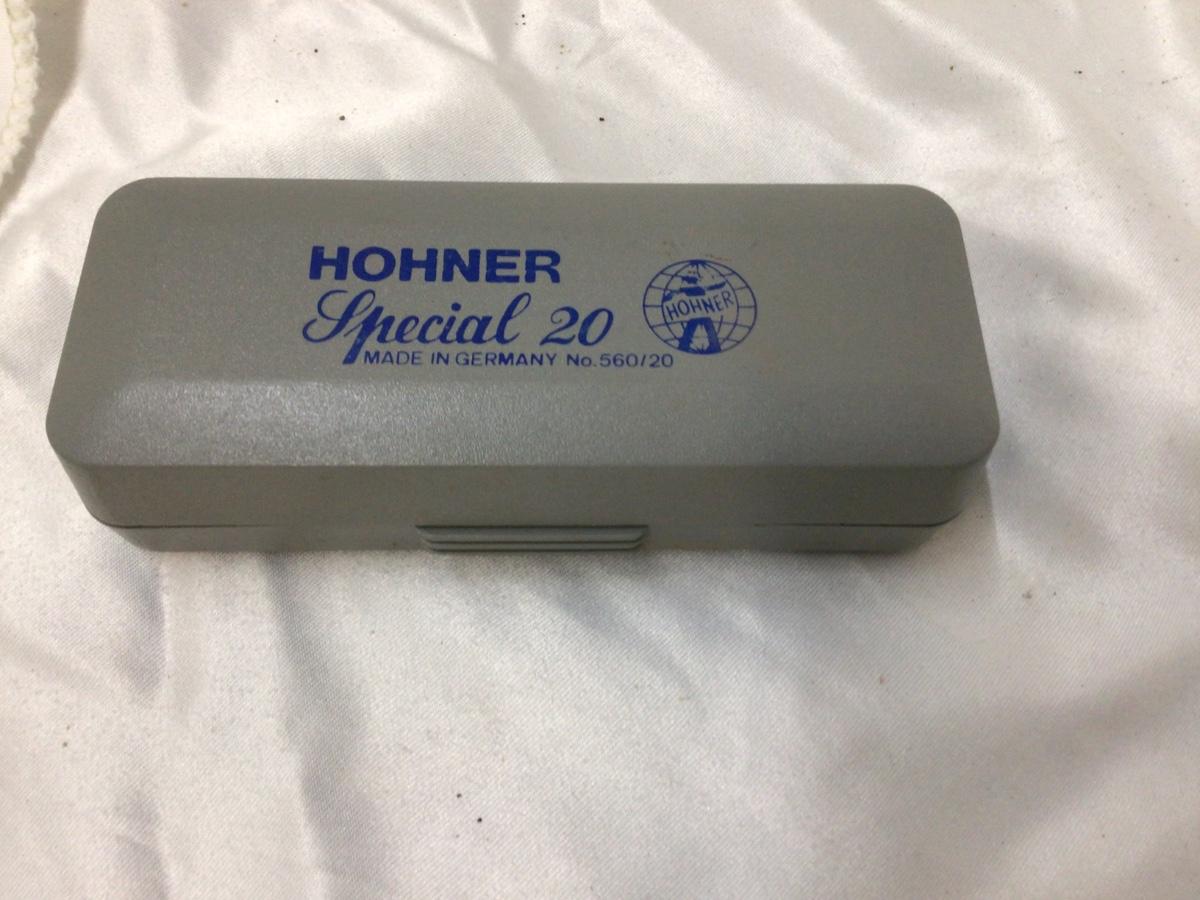 HOHNER
Special 20
MADE IN GERMANY No.560/20
HOHNER